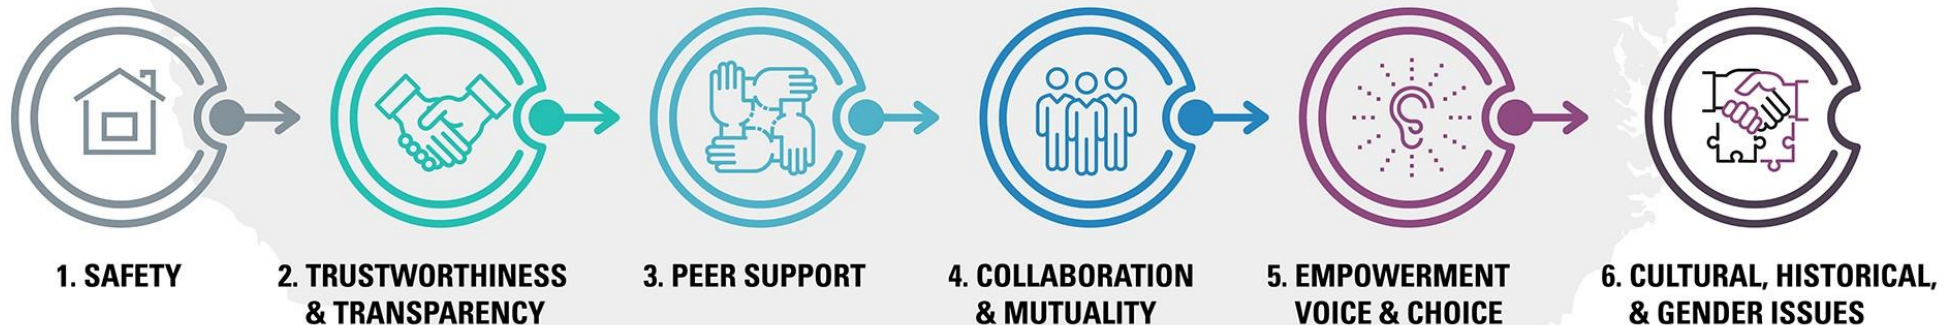 1. SAFETY
2. TRUSTWORTHINESS
& TRANSPARENCY
3. PEER SUPPORT
4. COLLABORATION
& MUTUALITY
5. EMPOWERMENT
VOICE & CHOICE
6. CULTURAL, HISTORICAL,
& GENDER ISSUES